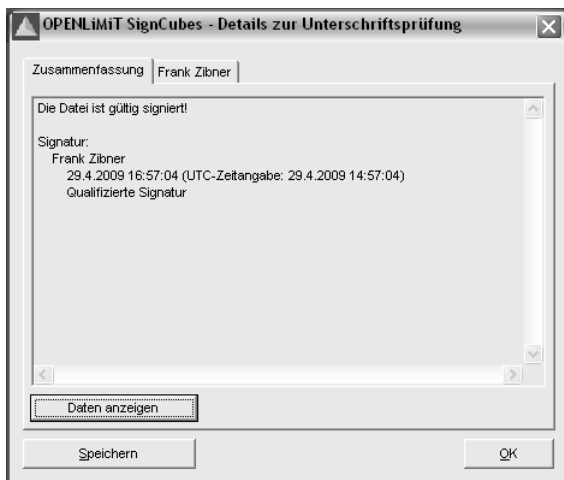 OPENLiMiT SignCubes - Details zur Unterschriftsprüfung
Zusammenfassung
Frank Zibner
Die Datei ist gültig signiert!
Signatur:
Frank Zibner
29.4.2009 16:57:04 (UTC-Zeitangabe: 29.4.2009 14:57:04)
Qualifizierte Signatur
Daten anzeigen
Speichern
OK